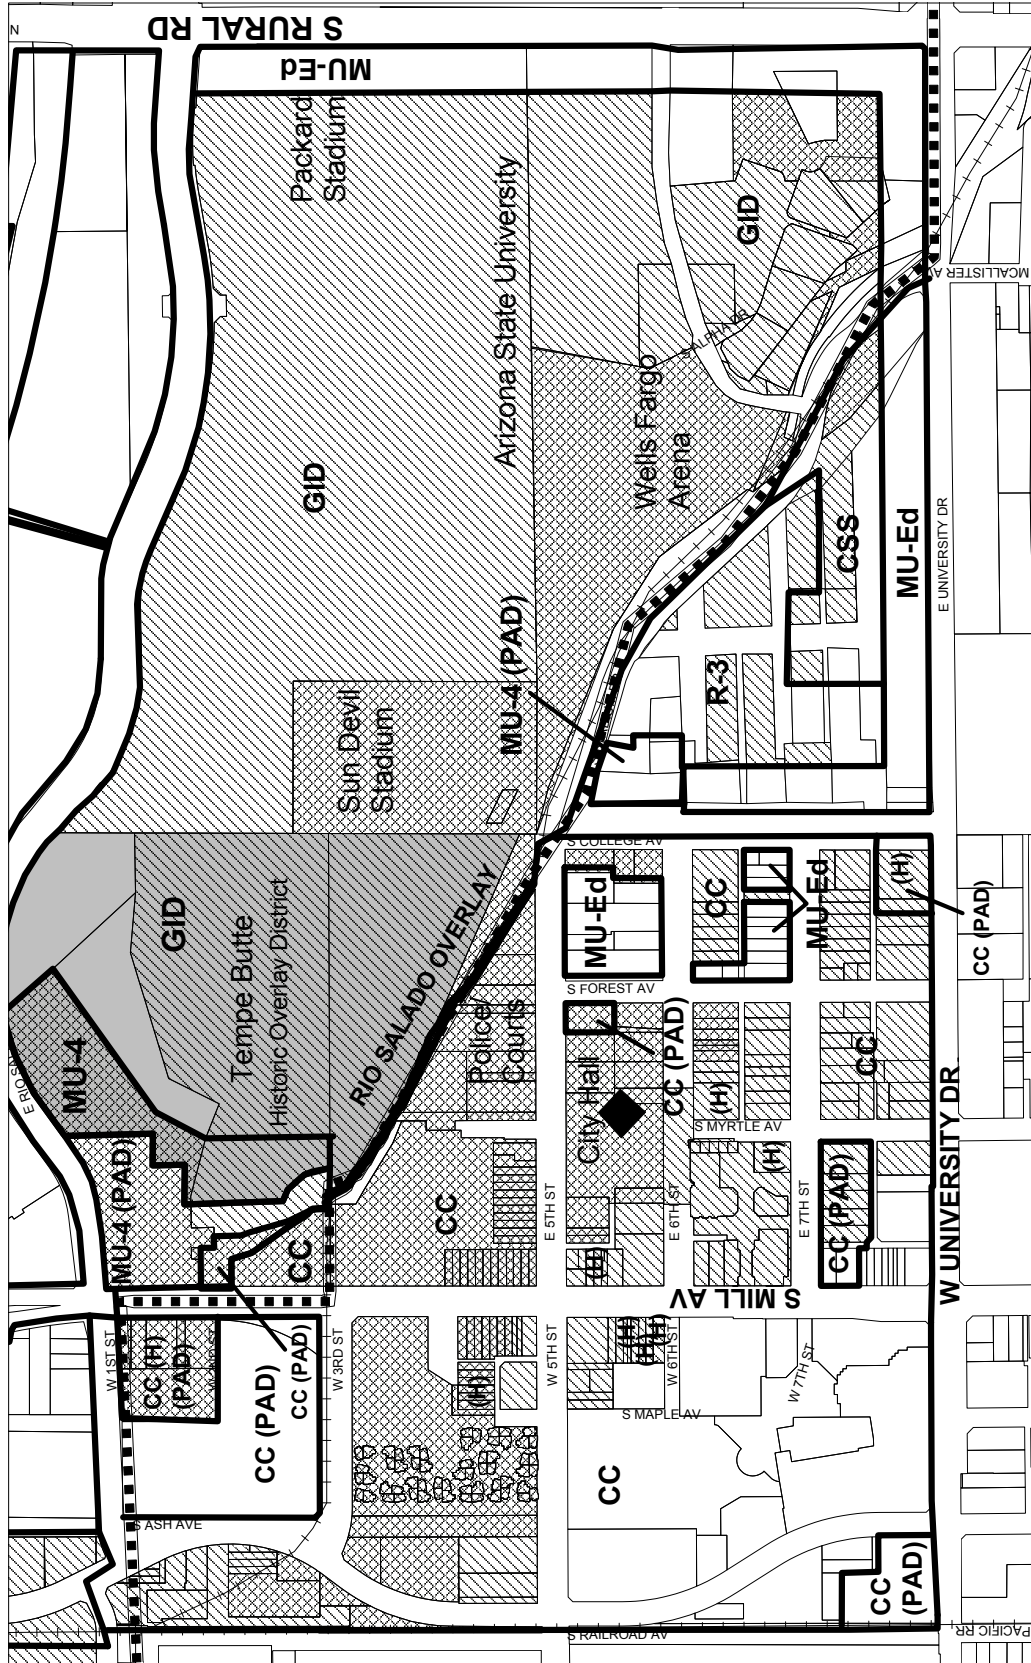 N
S RURAL RD
MU-Ed
Packard
Stadium
Arizona State University
GID
GID
S ALPHA DR
MCALLISTER AV
Wells Fargo
Arena
CSS
MU-Ed
E UNIVERSITY DR
MU-4 (PAD)
R-3
Sun Devil
Stadium
S COLLEGE AV
GID
Tempe Butte
Historic Overlay District
RIO SALADO OVERLAY
MU-Ed
CC
MU-Ed
(H)
CC (PAD)
S FOREST AV
E RIO
MU-4
Police/
Courts
CC (PAD)
City Hall
(H)
CC
S MYRTLE AV
MU-4 (PAD)
CC
CC
E 5TH ST
(H)
E 6TH ST
(H)
E 7TH ST
CC (PAD)
W UNIVERSITY DR
S MILL AV
W 1ST ST
CC (H)
(PAD)
CC (PAD)
CC (PAD)
W 3RD ST
(H)
W 5TH ST
(H)
(H)
(H)
W 6TH ST
W 7TH ST
S MAPLE AV
CC
S ASH AVE
CC
(PAD)
S RAILROAD AV
PACIFIC RR